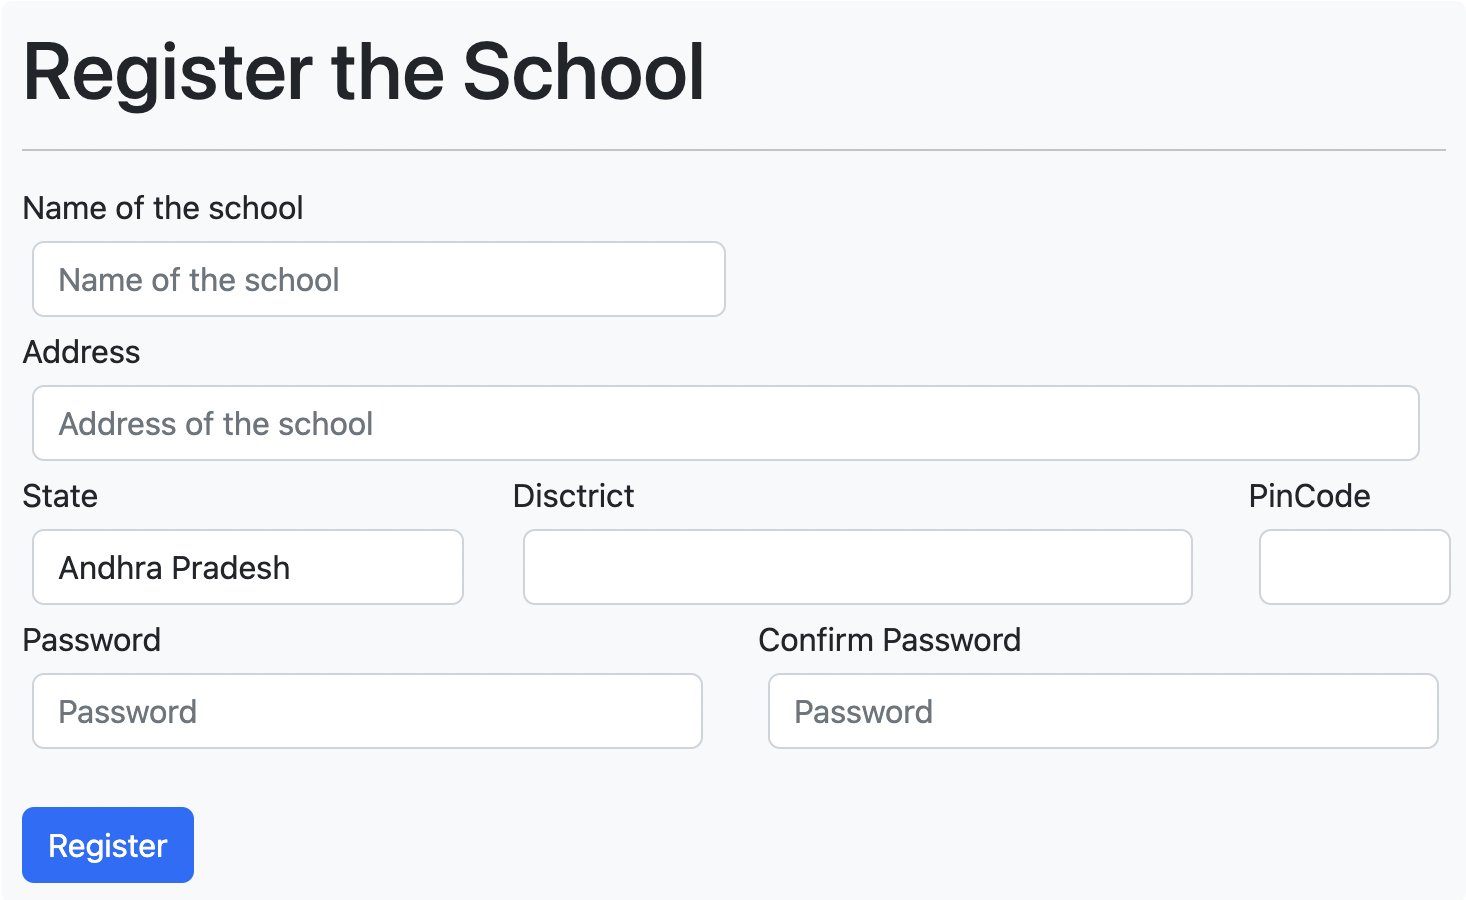 Register the School
Name of the school
Name of the school
Address
Address of the school
State Disctrict PinCode
Andhra Pradesh
Password Confirm Password
Password Password
Register